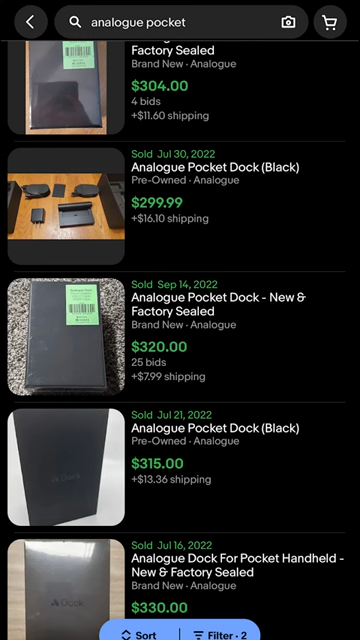 analogue pocket
Factory Sealed
Brand New · Analogue
$304.00
4 bids
+$11.60 shipping
Sold Jul 30, 2022
Analogue Pocket Dock (Black)
Pre-Owned · Analogue
$299.99
+$16.10 shipping
Sold Sep 14, 2022
Analogue Pocket Dock - New &
Factory Sealed
Brand New · Analogue
$320.00
25 bids
+$7.99 shipping
Sold Jul 21, 2022
Analogue Pocket Dock (Black)
Pre-Owned · Analogue
$315.00
+$13.36 shipping
Dock
Sold Jul 16, 2022
Analogue Dock For Pocket Handheld -
New & Factory Sealed
Brand New · Analogue
$330.00
Dock
Sort
Filter · 2